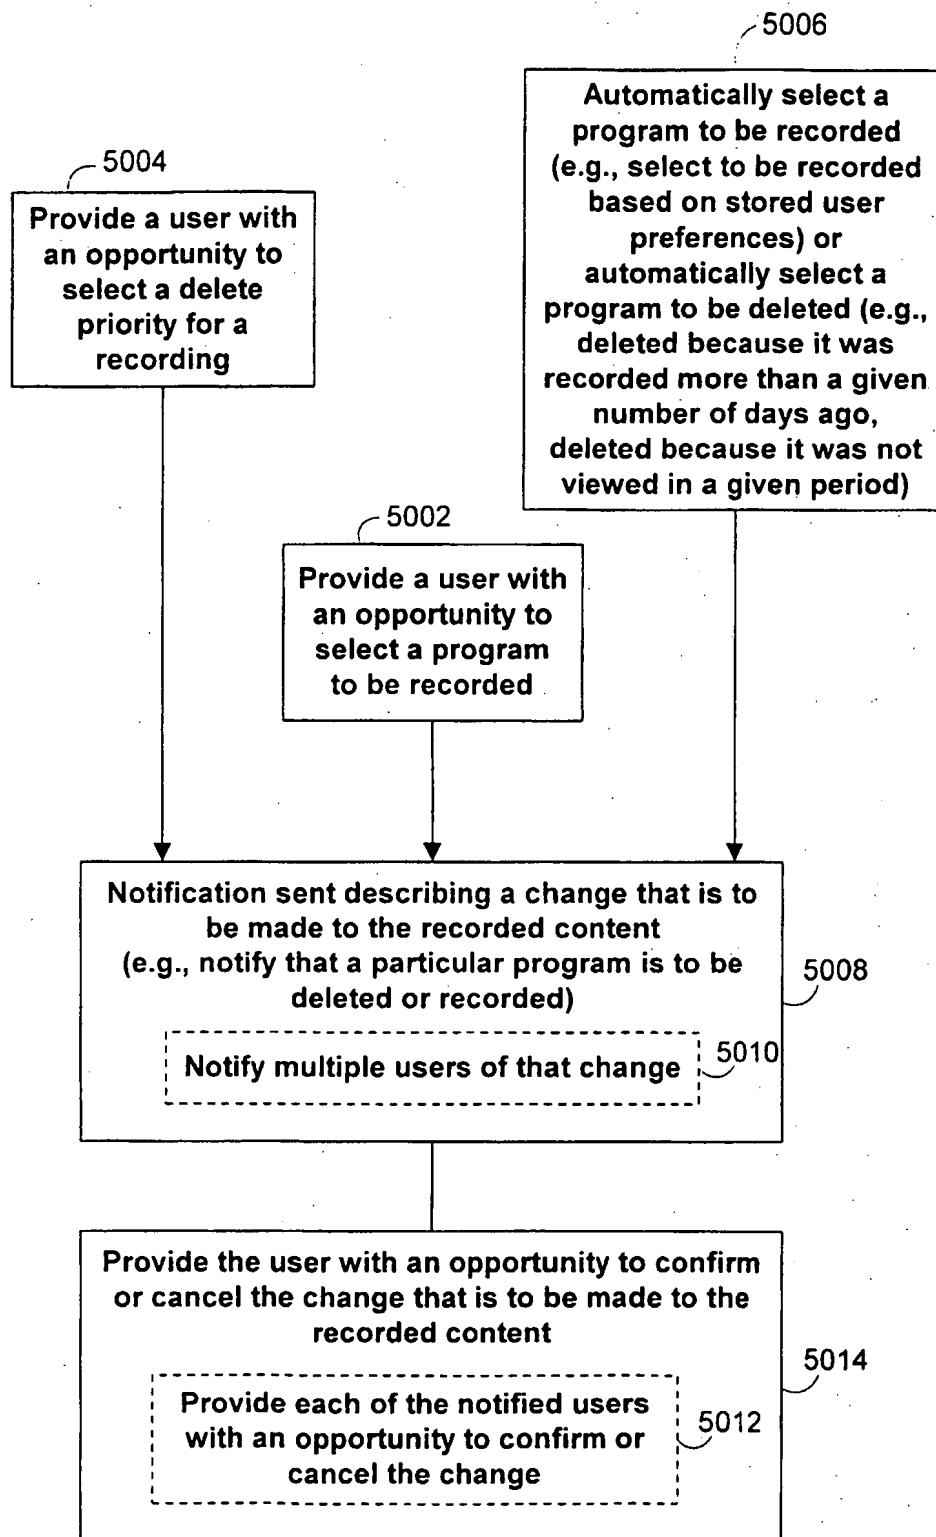 5006
Automatically select a
program to be recorded
(e.g., select to be recorded
based on stored user
preferences) or
automatically select a
program to be deleted (e.g.,
deleted because it was
recorded more than a given
number of days ago,
deleted because it was not
viewed in a given period)
5004
Provide a user with
an opportunity to
select a delete
priority for a
recording
5002
Provide a user with
an opportunity to
select a program
to be recorded
Notification sent describing a change that is to
be made to the recorded content
(e.g., notify that a particular program is to be
deleted or recorded)
5008
Notify multiple users of that change
5010
Provide the user with an opportunity to confirm
or cancel the change that is to be made to the
recorded content
5014
Provide each of the notified users
with an opportunity to confirm or
cancel the change
5012